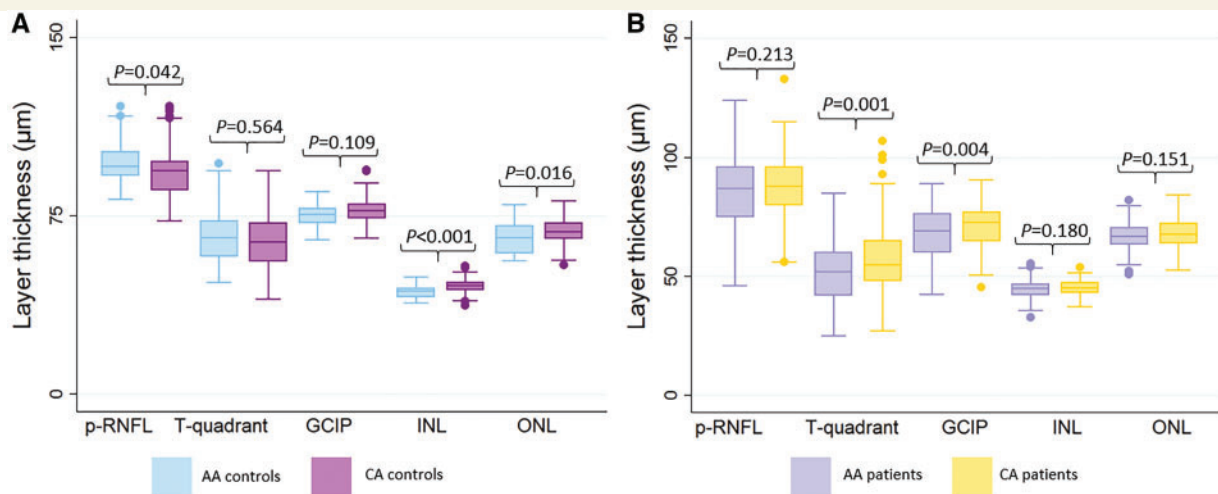 A
150
75
0
Layer thickness (μm)
P=0.042
P=0.564
P=0.109
P<0.001
P=0.016
p-RNFL T-quadrant GCIP INL ONL
AA controls CA controls
B
150
100
50
0
Layer thickness (μm)
P=0.213
P=0.001
P=0.004
P=0.180
P=0.151
p-RNFL T-quadrant GCIP INL ONL
AA patients CA patients